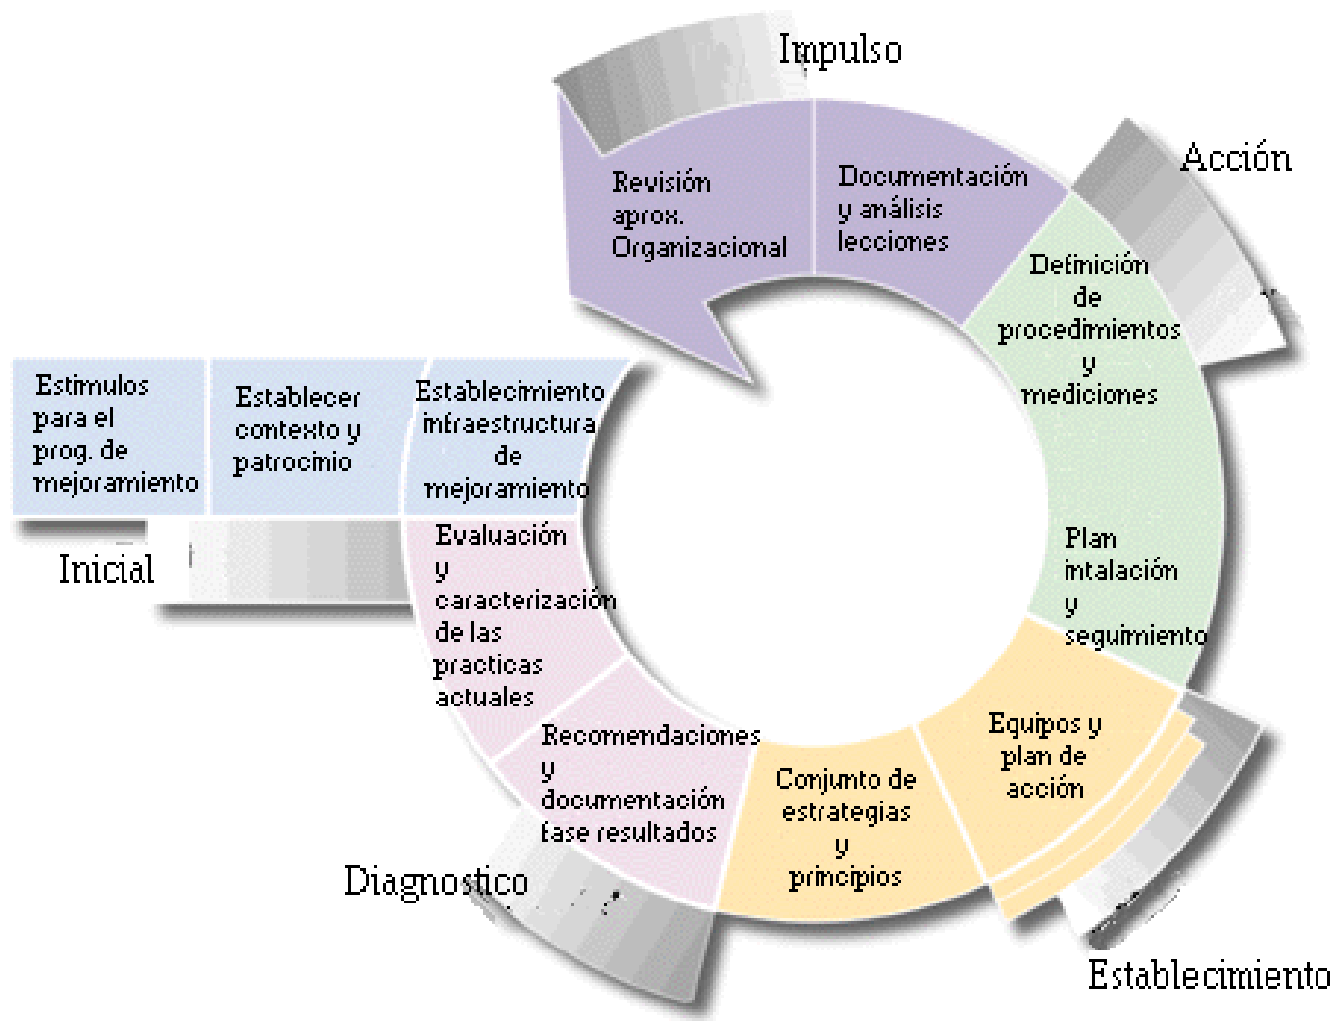 Impulso
Acción
Revisión
aprox.
Organizacional
Documentación
y análisis
lecciones
Definición
de
procedimientos
y
mediciones
Estimulos
para el
prog. de
mejoramiento
Establecer
contexto y
patrocinio
Establecimiento
infraestructura
de
mejoramiento
Inicial
Evaluación
y
caracterización
de las
practicas
actuales
Plan
intalación
y
seguimiento
Recomendaciones
y
documentación
fase resultados
Conjunto de
estrategias
y
principios
Equipos y
plan de
acción
Diagnostico
Establecimiento